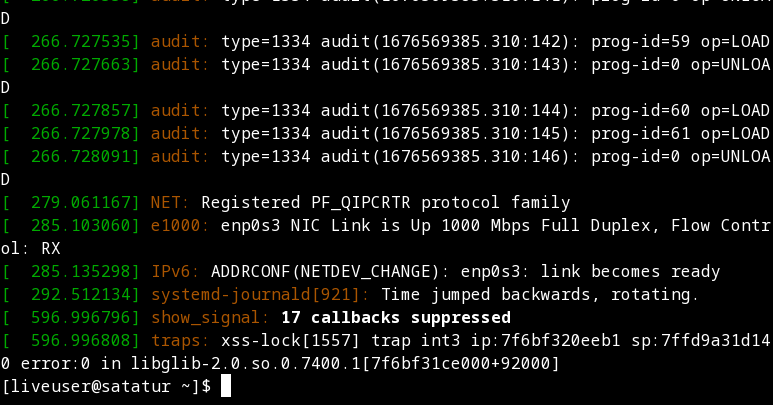 D
[  266.727535] audit: type=1334 audit(1676569385.310:142): prog-id=59 op=LOAD
[  266.727663] audit: type=1334 audit(1676569385.310:143): prog-id=0 op=UNLOA
D
[  266.727857] audit: type=1334 audit(1676569385.310:144): prog-id=60 op=LOAD
[  266.727978] audit: type=1334 audit(1676569385.310:145): prog-id=61 op=LOAD
[  266.728091] audit: type=1334 audit(1676569385.310:146): prog-id=0 op=UNLOA
D
[  279.061167] NET: Registered PF_QIPCRTR protocol family
[  285.103060] e1000: enp0s3 NIC Link is Up 1000 Mbps Full Duplex, Flow Contr
ol: RX
[  285.135298] IPv6: ADDRCONF(NETDEV_CHANGE): enp0s3: link becomes ready
[  292.512134] systemd-journald[921]: Time jumped backwards, rotating.
[  596.996796] show_signal: 17 callbacks suppressed
[  596.996808] traps: xss-lock[1557] trap int3 ip:7f6bf320eeb1 sp:7ffd9a31d14
0 error:0 in libglib-2.0.so.0.7400.1[7f6bf31ce000+92000]
[liveuser@satatur ~]$